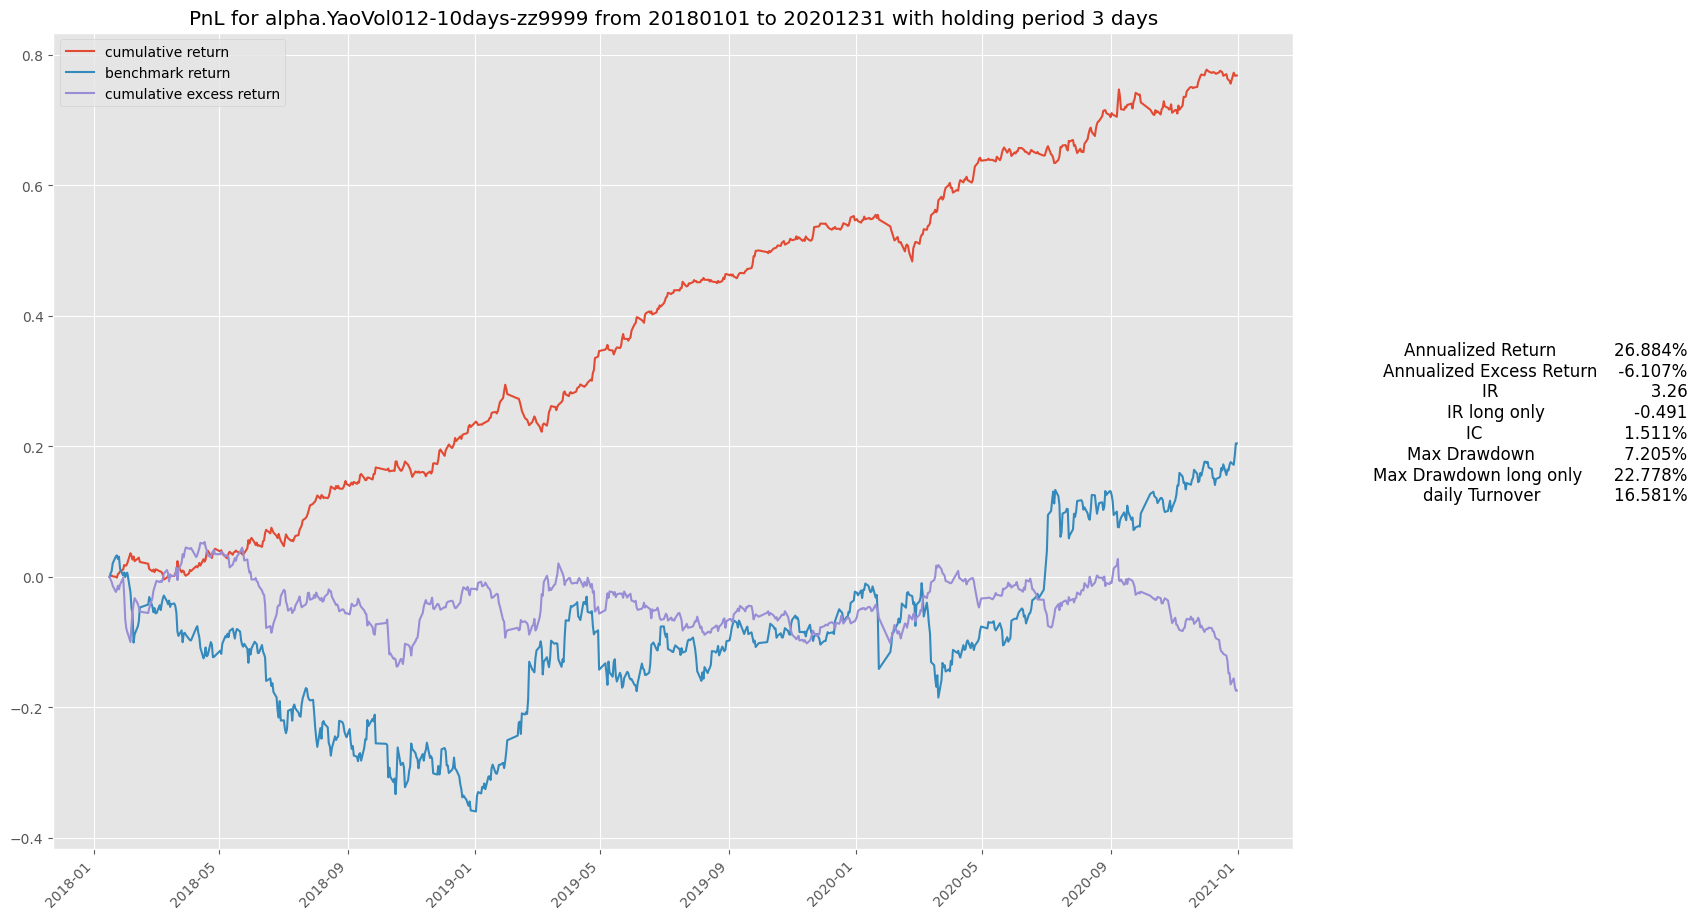 PnL for alpha.YaoVol012-10days-zz9999 from 20180101 to 20201231 with holding period 3 days
cumulative return
benchmark return
cumulative excess return
0.8
0.6
0.4
0.2
0.0
−0.2
−0.4
2018-01
2018-05
2018-09
2019-01
2019-05
2019-09
2020-01
2020-05
2020-09
2021-01
Annualized Return 26.884%
Annualized Excess Return -6.107%
IR 3.26
IR long only -0.491
IC 1.511%
Max Drawdown 7.205%
Max Drawdown long only 22.778%
daily Turnover 16.581%